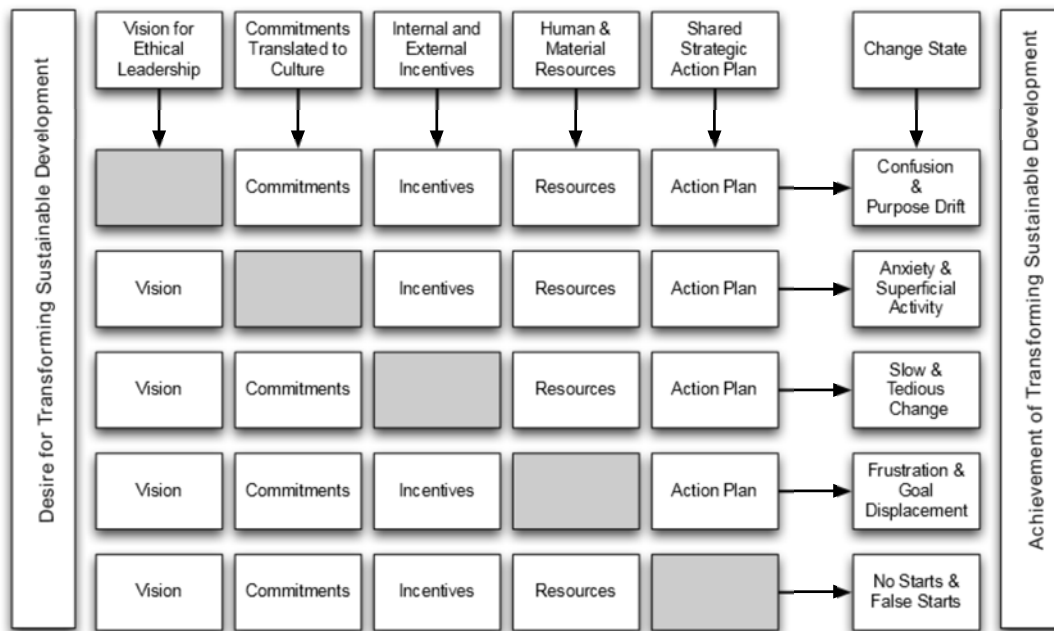 Desire for Transforming Sustainable Development
Vision for
Ethical
Leadership
Commitments
Translated to
Culture
Internal and
External
Incentives
Human &
Material
Resources
Shared
Strategic
Action Plan
Change State
Commitments
Incentives
Resources
Action Plan
Confusion
&
Purpose Drift
Vision
Incentives
Resources
Action Plan
Anxiety &
Superficial
Activity
Vision
Commitments
Resources
Action Plan
Slow &
Tedious
Change
Vision
Commitments
Incentives
Action Plan
Frustration &
Goal
Displacement
Vision
Commitments
Incentives
Resources
No Starts &
False Starts
Achievement of Transforming Sustainable Development